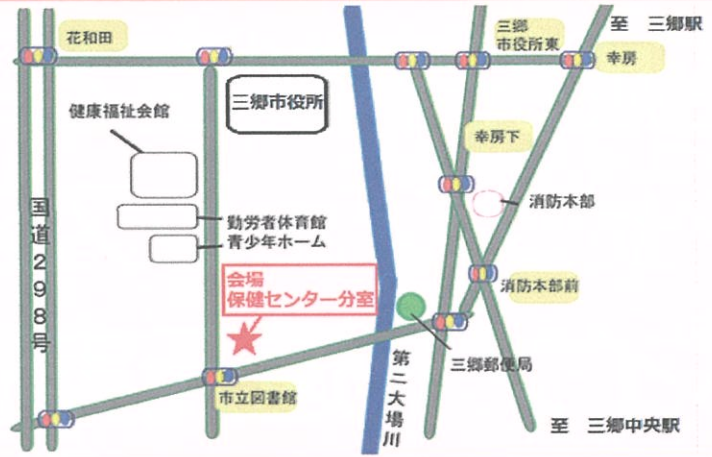 花和田
三郷
市役所東
至 三郷駅
幸房
健康福祉会館
三郷市役所
幸房下
消防本部
国道298号
勤労者体育館
青少年ホーム
会場
保健センター分室
消防本部前
三郷郵便局
第二大場川
市立図書館
至 三郷中央駅